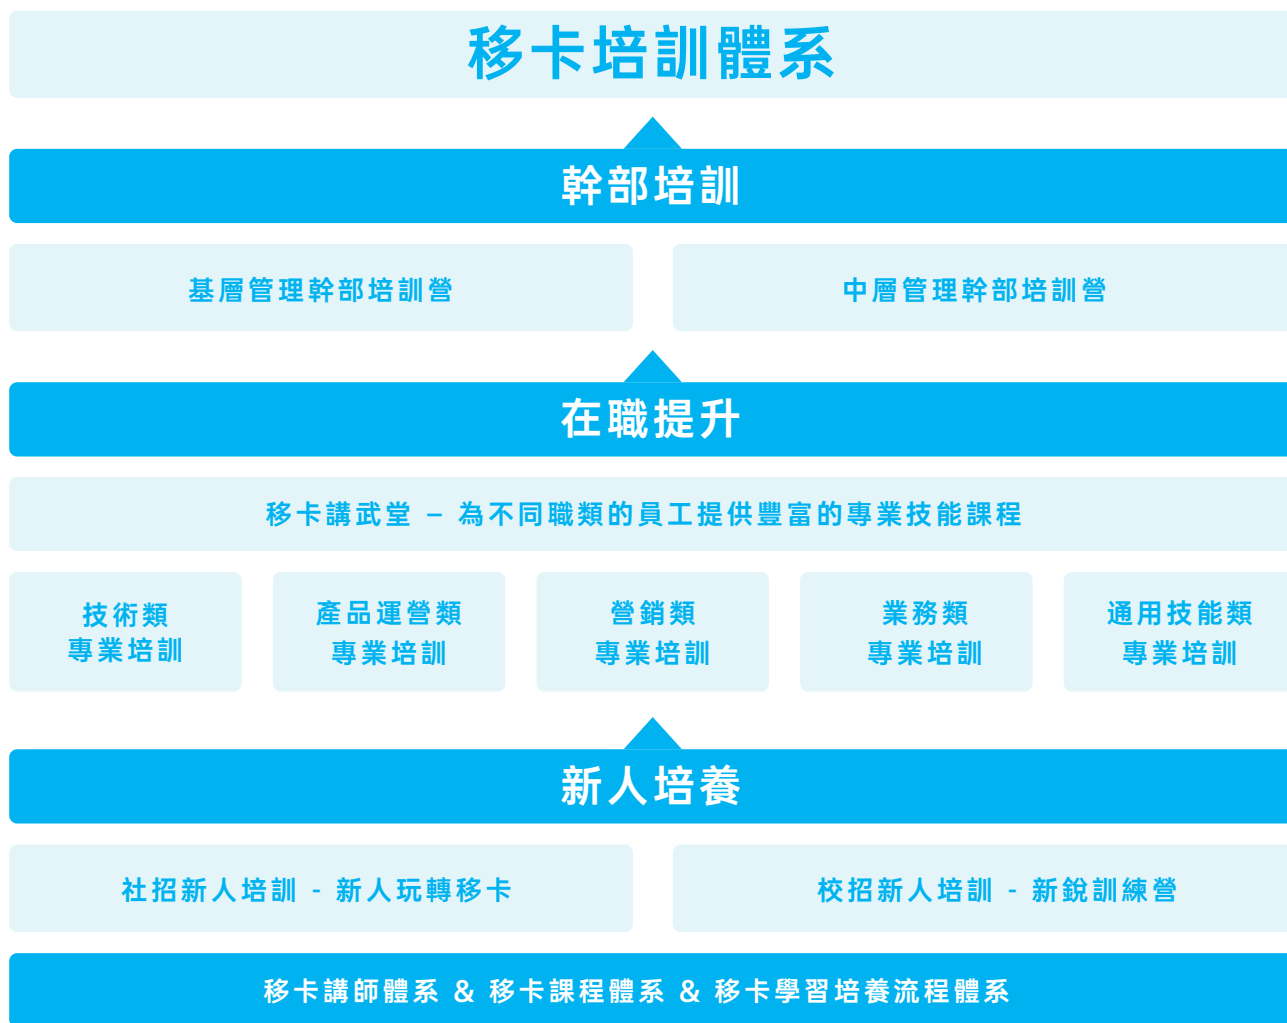 移卡培訓體系
幹部培訓
基層管理幹部培訓營
中層管理幹部培訓營
在職提升
移卡講武堂 – 為不同職類的員工提供豐富的專業技能課程
技術類
專業培訓
產品運營類
專業培訓
營銷類
專業培訓
業務類
專業培訓
通用技能類
專業培訓
新人培養
社招新人培訓 - 新人玩轉移卡
校招新人培訓 - 新銳訓練營
移卡講師體系 & 移卡課程體系 & 移卡學習培養流程體系